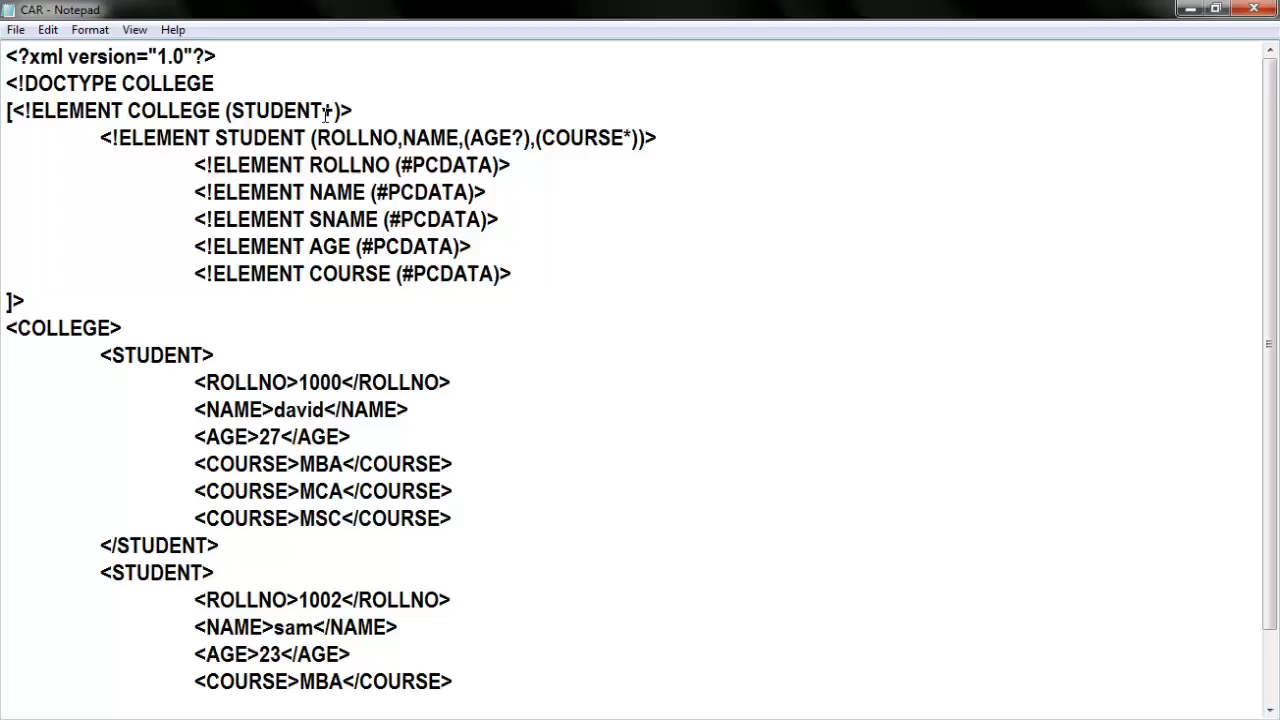 CAR - Notepad
File Edit Format View Help
<?xml version="1.0"?>
<!DOCTYPE COLLEGE
[<!ELEMENT COLLEGE (STUDENT+)>
<!ELEMENT STUDENT (ROLLNO,NAME,(AGE?),(COURSE*))>
<!ELEMENT ROLLNO (#PCDATA)>
<!ELEMENT NAME (#PCDATA)>
<!ELEMENT SNAME (#PCDATA)>
<!ELEMENT AGE (#PCDATA)>
<!ELEMENT COURSE (#PCDATA)>
]>
<COLLEGE>
<STUDENT>
<ROLLNO>1000</ROLLNO>
<NAME>david</NAME>
<AGE>27</AGE>
<COURSE>MBA</COURSE>
<COURSE>MCA</COURSE>
<COURSE>MSC</COURSE>
</STUDENT>
<STUDENT>
<ROLLNO>1002</ROLLNO>
<NAME>sam</NAME>
<AGE>23</AGE>
<COURSE>MBA</COURSE>